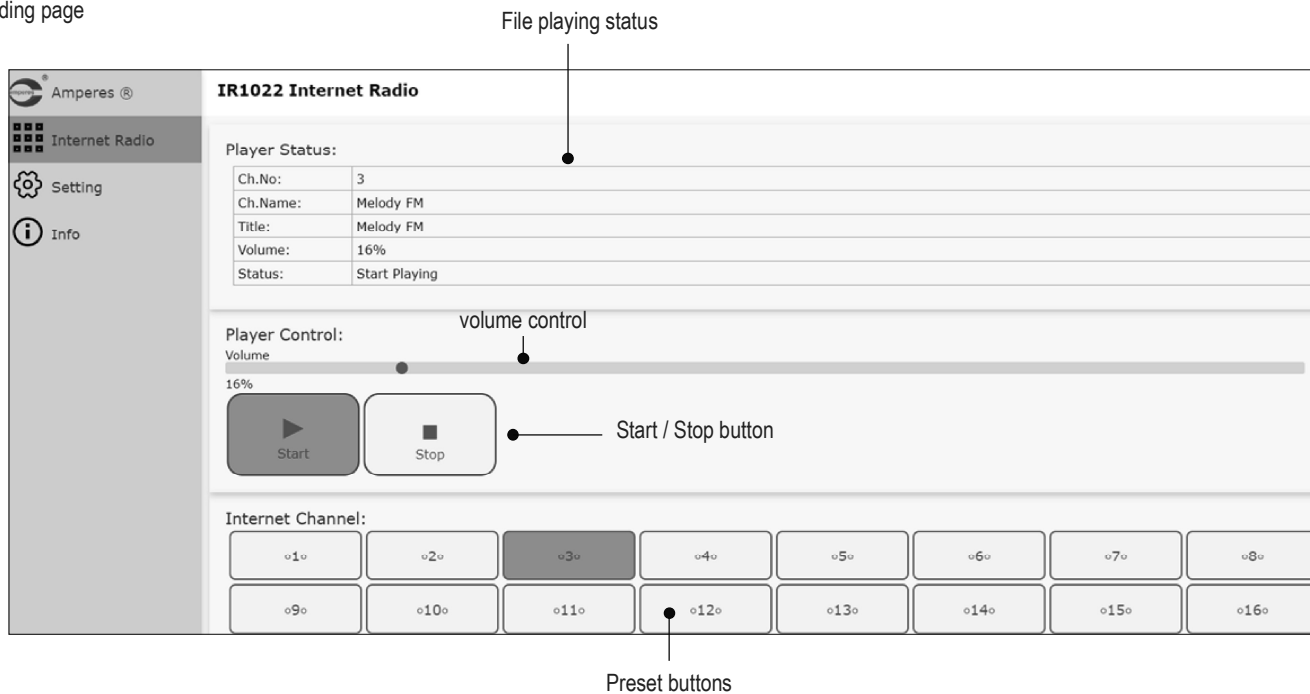 ding page
File playing status
Amperes ®
IR1022 Internet Radio
Internet Radio
Setting
Info
Player Status:
Ch.No: 3
Ch.Name: Melody FM
Title: Melody FM
Volume: 16%
Status: Start Playing
volume control
Player Control:
Volume
16%
Start Stop
Start / Stop button
Internet Channel:
○1○ ○2○ ○3○ ○4○ ○5○ ○6○ ○7○ ○8○
○9○ ○10○ ○11○ ○12○ ○13○ ○14○ ○15○ ○16○
Preset buttons